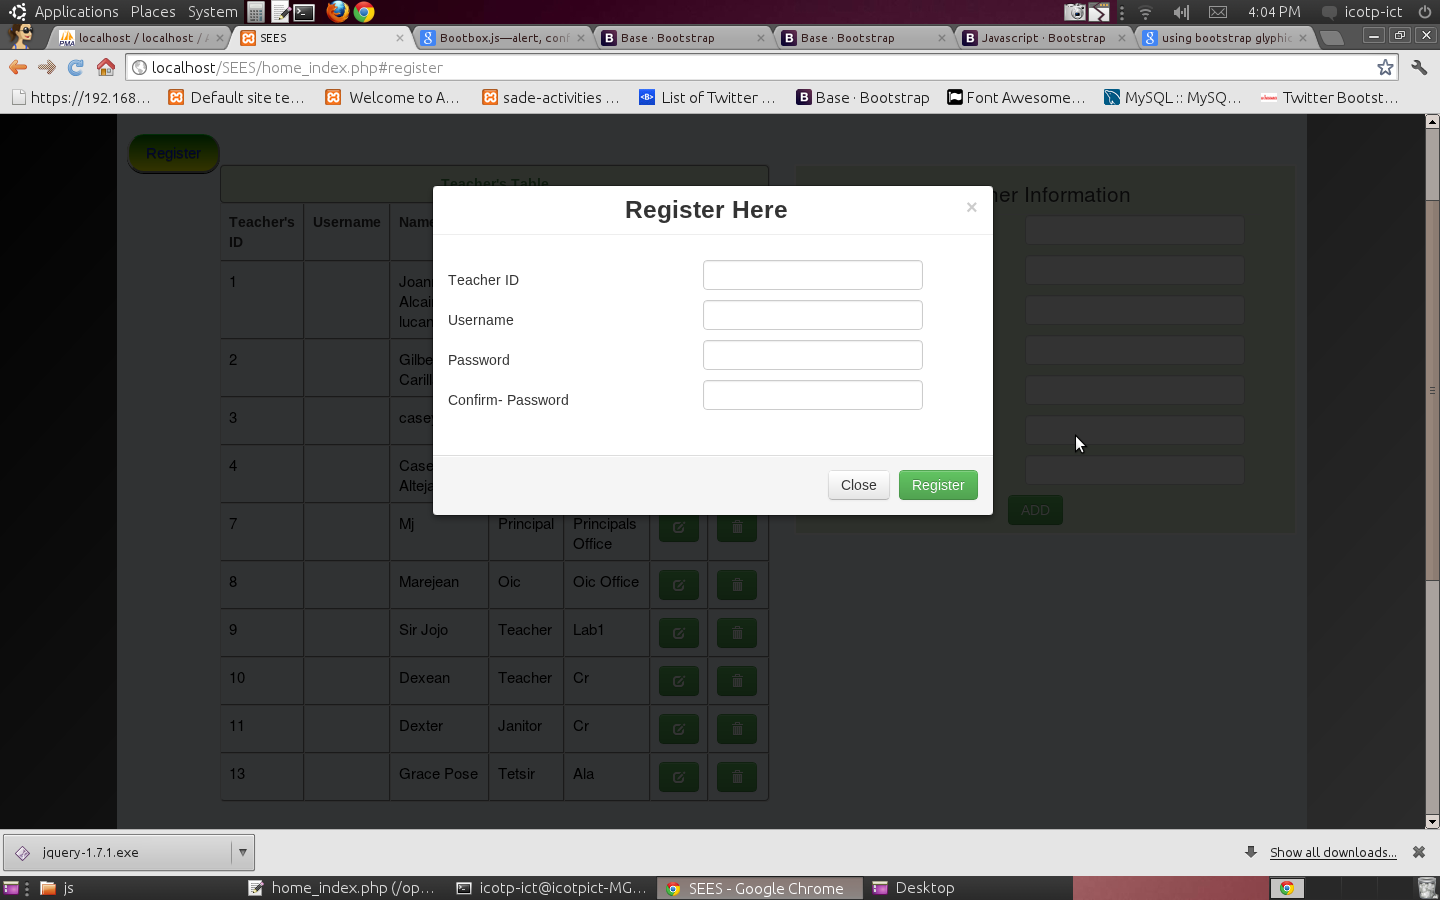 Applications Places System 4:04 PM icotp-ict
localhost / localhost / SEES Bootbox.js—alert, conf Base · Bootstrap Base · Bootstrap Javascript · Bootstrap using bootstrap glyphic
localhost/SEES/home_index.php#register
https://192.168... Default site te... Welcome to A... sade-activities ... List of Twitter ... Base · Bootstrap Font Awesome... MySQL :: MySQ... Twitter Bootst...
Register
Teacher's Table
her Information
Register Here ×
Teacher's ID Username Name
Teacher ID
Username
Password
Confirm- Password
Close Register
ADD
1 Joan
Alcai
lucan
2 Gilbe
Carill
3 casey
4 Case
Alteja
7 Mj Principal Principals Office
8 Marejean Oic Oic Office
9 Sir Jojo Teacher Lab1
10 Dexean Teacher Cr
11 Dexter Janitor Cr
13 Grace Pose Tetsir Ala
jquery-1.7.1.exe Show all downloads...
js home_index.php (/op... icotp-ict@icotpict-MG... SEES - Google Chrome Desktop